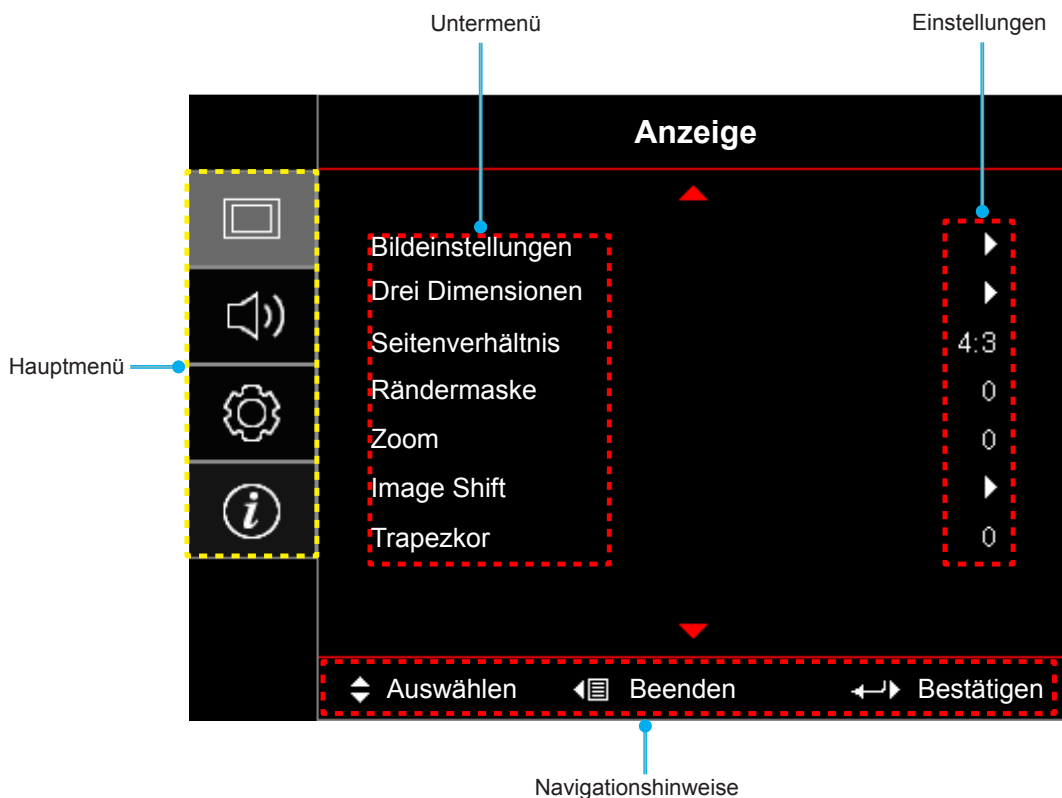 Untermenü Einstellungen
Anzeige
Bildeinstellungen
Drei Dimensionen
Seitenverhältnis 4:3
Hauptmenü
Rändermaske 0
Zoom 0
Image Shift
Trapezkor 0
Auswählen Beenden Bestätigen
Navigationshinweise